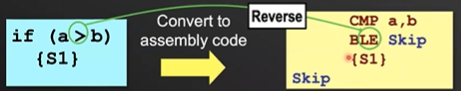 if (a > b)
{S1}
Convert to
assembly code
Reverse
CMP a,b
BLE Skip
{S1}
Skip